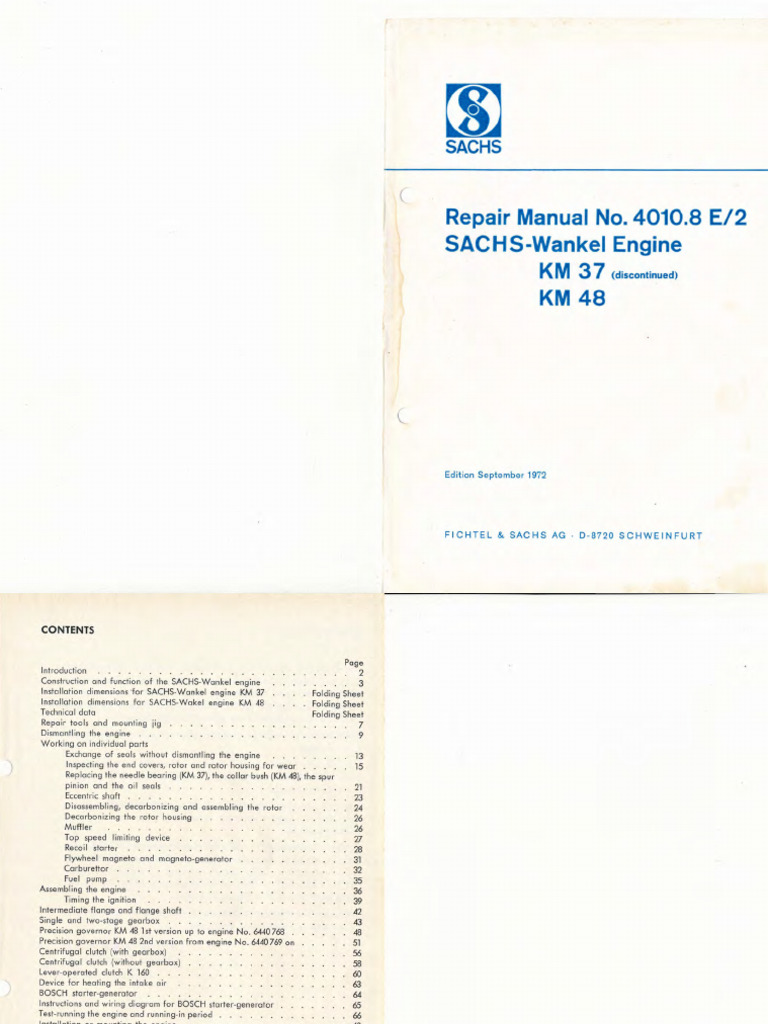 SACHS
Repair Manual No. 4010.8 E/2
SACHS-Wankel Engine
KM 37 (discontinued)
KM 48
Edition September 1972
FICHTEL & SACHS AG · D-8720 SCHWEINFURT
CONTENTS
Page
Introduction . . . . . . . . . . . . . . . . . . . . . . . . 2
Construction and function of the SACHS-Wankel engine . . . . . . . . 3
Installation dimensions for SACHS-Wankel engine KM 37 . . . . Folding Sheet
Installation dimensions for SACHS-Wakel engine KM 48 . . . . Folding Sheet
Technical data Folding Sheet
Repair tools and mounting jig . . . . . . . . . . . . . . . . . 7
Dismantling the engine . . . . . . . . . . . . . . . . . . . . 9
Working on individual parts
Exchange of seals without dismantling the engine . . . . . . . . 13
Inspecting the end covers, rotor and rotor housing for wear . . . . . 15
Replacing the needle bearing (KM 37), the collar bush (KM 48), the spur
pinion and the oil seals . . . . . . . . . . . . . . . . . 21
Eccentric shaft . . . . . . . . . . . . . . . . . . . . 23
Disassembling, decarbonizing and assembling the rotor . . . . . . 24
Decarbonizing the rotor housing . . . . . . . . . . . . . . 26
Muffler . . . . . . . . . . . . . . . . . . . . . . 26
Top speed limiting device . . . . . . . . . . . . . . . . 27
Recoil starter . . . . . . . . . . . . . . . . . . . . 28
Flywheel magneto and magneto-generator . . . . . . . . . . . 31
Carburettor . . . . . . . . . . . . . . . . . . . . . 32
Fuel pump . . . . . . . . . . . . . . . . . . . . . 35
Assembling the engine . . . . . . . . . . . . . . . . . . . . 36
Timing the ignition . . . . . . . . . . . . . . . . . . 39
Intermediate flange and flange shaft . . . . . . . . . . . . . . . 42
Single and two-stage gearbox . . . . . . . . . . . . . . . . . 43
Precision governor KM 48 1st version up to engine No. 6440768 . . . . . . 48
Precision governor KM 48 2nd version from engine No. 6440769 on . . . . . 51
Centrifugal clutch (with gearbox) . . . . . . . . . . . . . . . . 56
Centrifugal clutch (without gearbox) . . . . . . . . . . . . . . . 58
Lever-operated clutch K 160 . . . . . . . . . . . . . . . . . . 60
Device for heating the intake air . . . . . . . . . . . . . . . . 63
BOSCH starter-generator . . . . . . . . . . . . . . . . . . . 64
Instructions and wiring diagram for BOSCH starter-generator . . . . . . . 65
Test-running the engine and running-in period . . . . . . . . . . . . 66